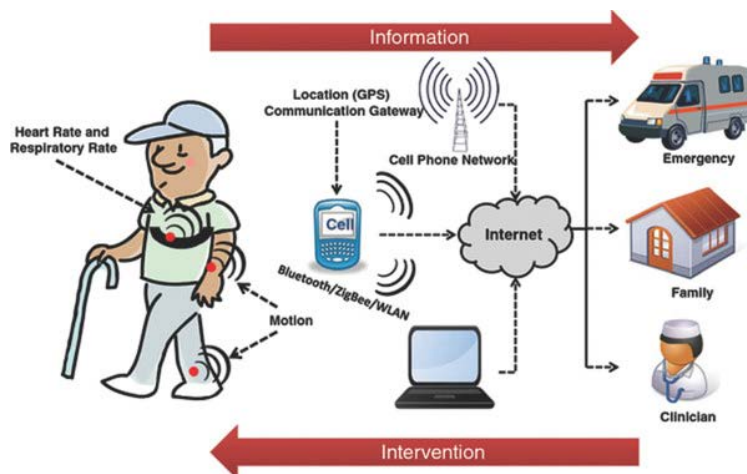 Information
Location (GPS)
Communication Gateway
Heart Rate and
Respiratory Rate
Cell Phone Network
Emergency
Cell
Internet
Bluetooth/ZigBee/WLAN
Family
Motion
Clinician
Intervention